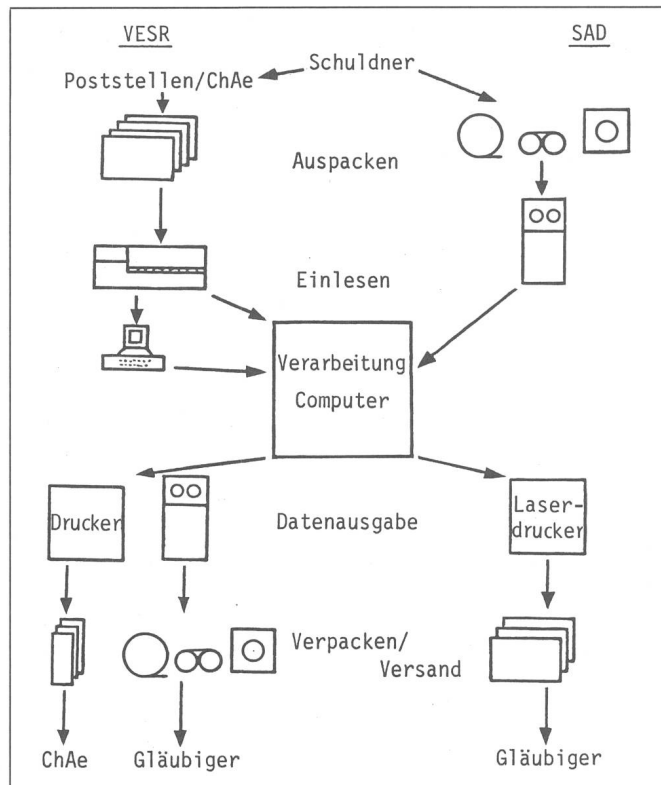 VESR
SAD
Schuldner
Poststellen/ChAe
Auspacken
Einlesen
Verarbeitung
Computer
Drucker
Datenausgabe
Laser-
drucker
Verpacken/
Versand
ChAe
Gläubiger
Gläubiger